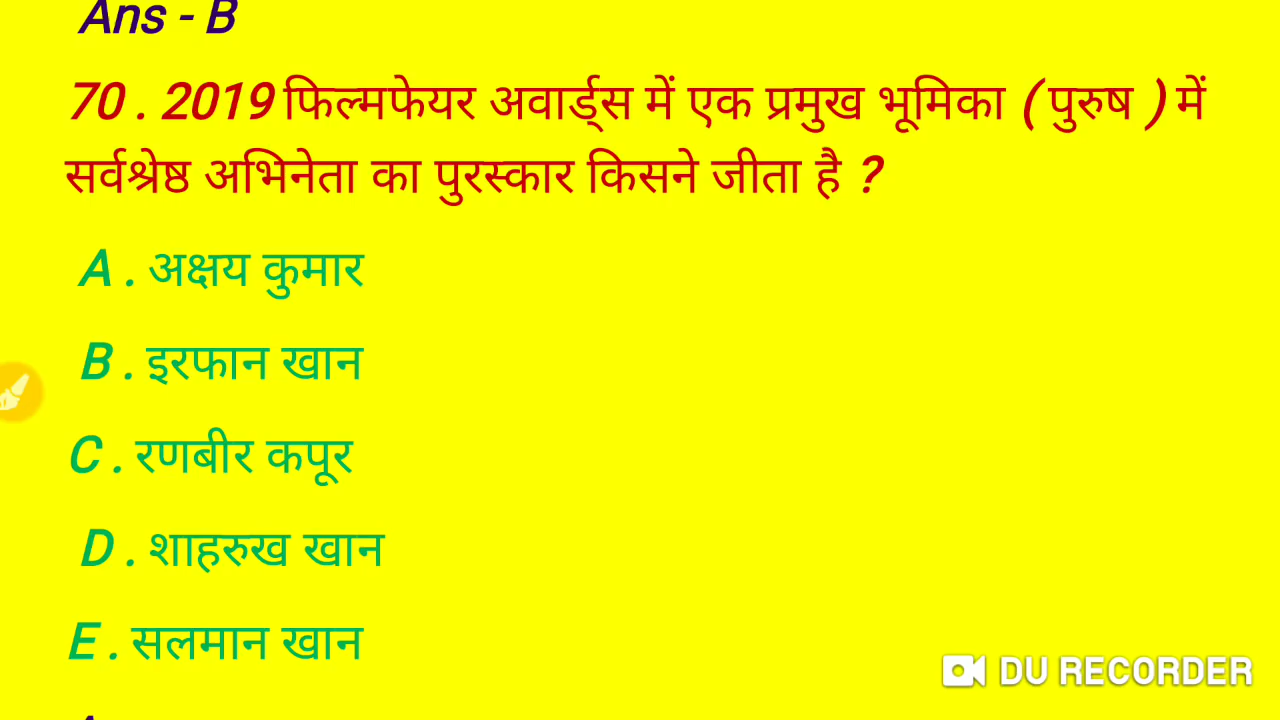 Ans - B
70 . 2019 फिल्मफेयर अवार्ड्स में एक प्रमुख भूमिका ( पुरुष ) में
सर्वश्रेष्ठ अभिनेता का पुरस्कार किसने जीता है ?
A . अक्षय कुमार
B . इरफान खान
C . रणबीर कपूर
D . शाहरुख खान
E . सलमान खान
DU RECORDER